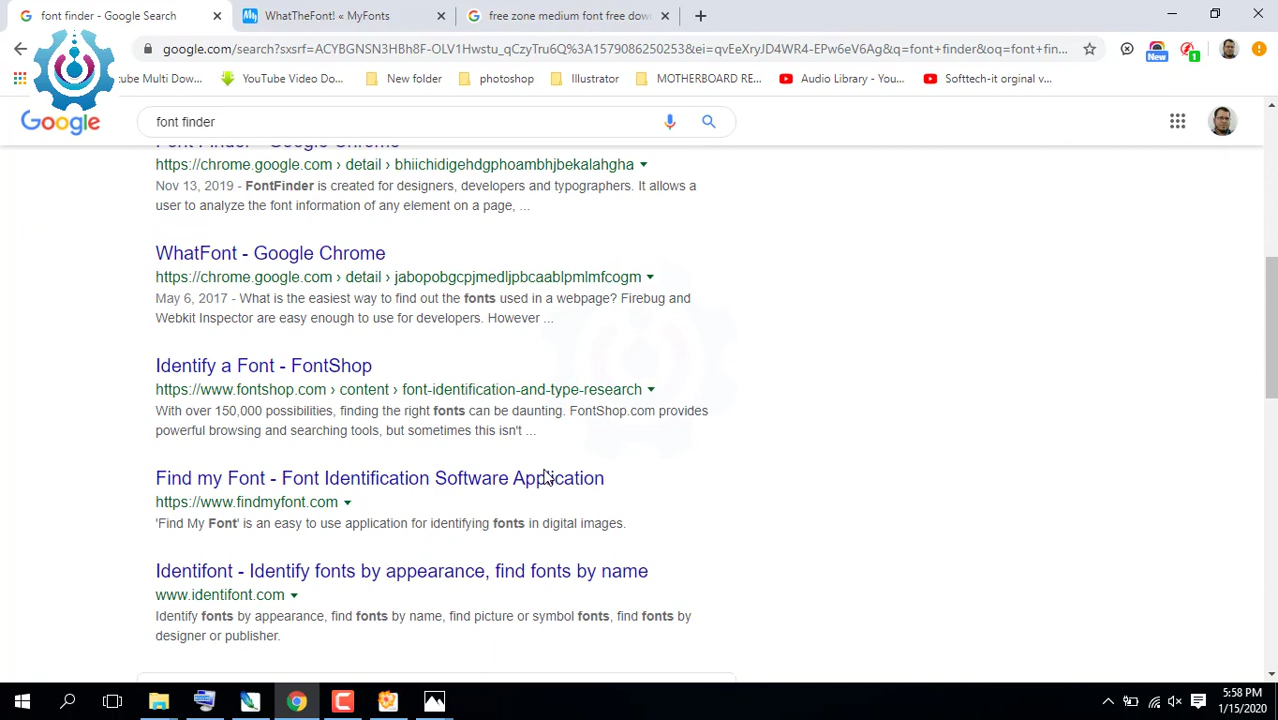 font finder - Google Search
WhatTheFont! « MyFonts
free zone medium font free dow
google.com/search?sxsrf=ACYBGNSN3HBh8F-OLV1Hwstu_qCzyTru6Q%3A1579086250253&ei=qvEeXryJD4WR4-EPw6eV6Ag&q=font+finder&oq=font+fin...
New
1
tube Multi Dow...
YouTube Video Do...
New folder
photoshop
Illustrator
MOTHERBOARD RE...
Audio Library - You...
Softtech-it orginal v...
Google
font finder
Font Finder - Google Chrome
https://chrome.google.com › detail › bhiichidigehdgphoambhjbekalahgha
Nov 13, 2019 - FontFinder is created for designers, developers and typographers. It allows a
user to analyze the font information of any element on a page, ...
WhatFont - Google Chrome
https://chrome.google.com › detail › jabopobgcpjmedljpbcaablpmlmfcogm
May 6, 2017 - What is the easiest way to find out the fonts used in a webpage? Firebug and
Webkit Inspector are easy enough to use for developers. However ...
Identify a Font - FontShop
https://www.fontshop.com › content › font-identification-and-type-research
With over 150,000 possibilities, finding the right fonts can be daunting. FontShop.com provides
powerful browsing and searching tools, but sometimes this isn't ...
Find my Font - Font Identification Software Application
https://www.findmyfont.com
'Find My Font' is an easy to use application for identifying fonts in digital images.
Identifont - Identify fonts by appearance, find fonts by name
www.identifont.com
Identify fonts by appearance, find fonts by name, find picture or symbol fonts, find fonts by
designer or publisher.
5:58 PM
1/15/2020